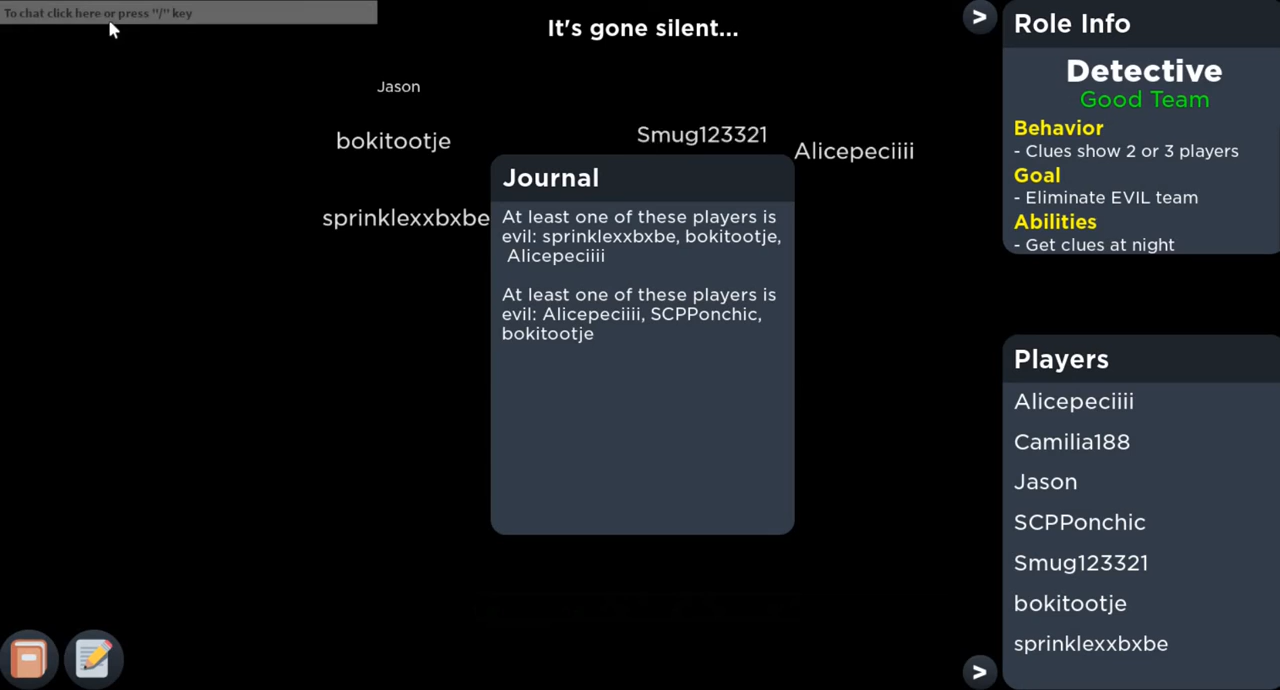 To chat click here or press "/" key
It's gone silent...
Jason
bokitootje
Smug123321
Alicepeciiii
sprinklexxbxbe
Journal
At least one of these players is
evil: sprinklexxbxbe, bokitootje,
Alicepeciiii
At least one of these players is
evil: Alicepeciiii, SCPPonchic,
bokitootje
>
Role Info
Detective
Good Team
Behavior
- Clues show 2 or 3 players
Goal
- Eliminate EVIL team
Abilities
- Get clues at night
Players
Alicepeciiii
Camilia188
Jason
SCPPonchic
Smug123321
bokitootje
sprinklexxbxbe
>